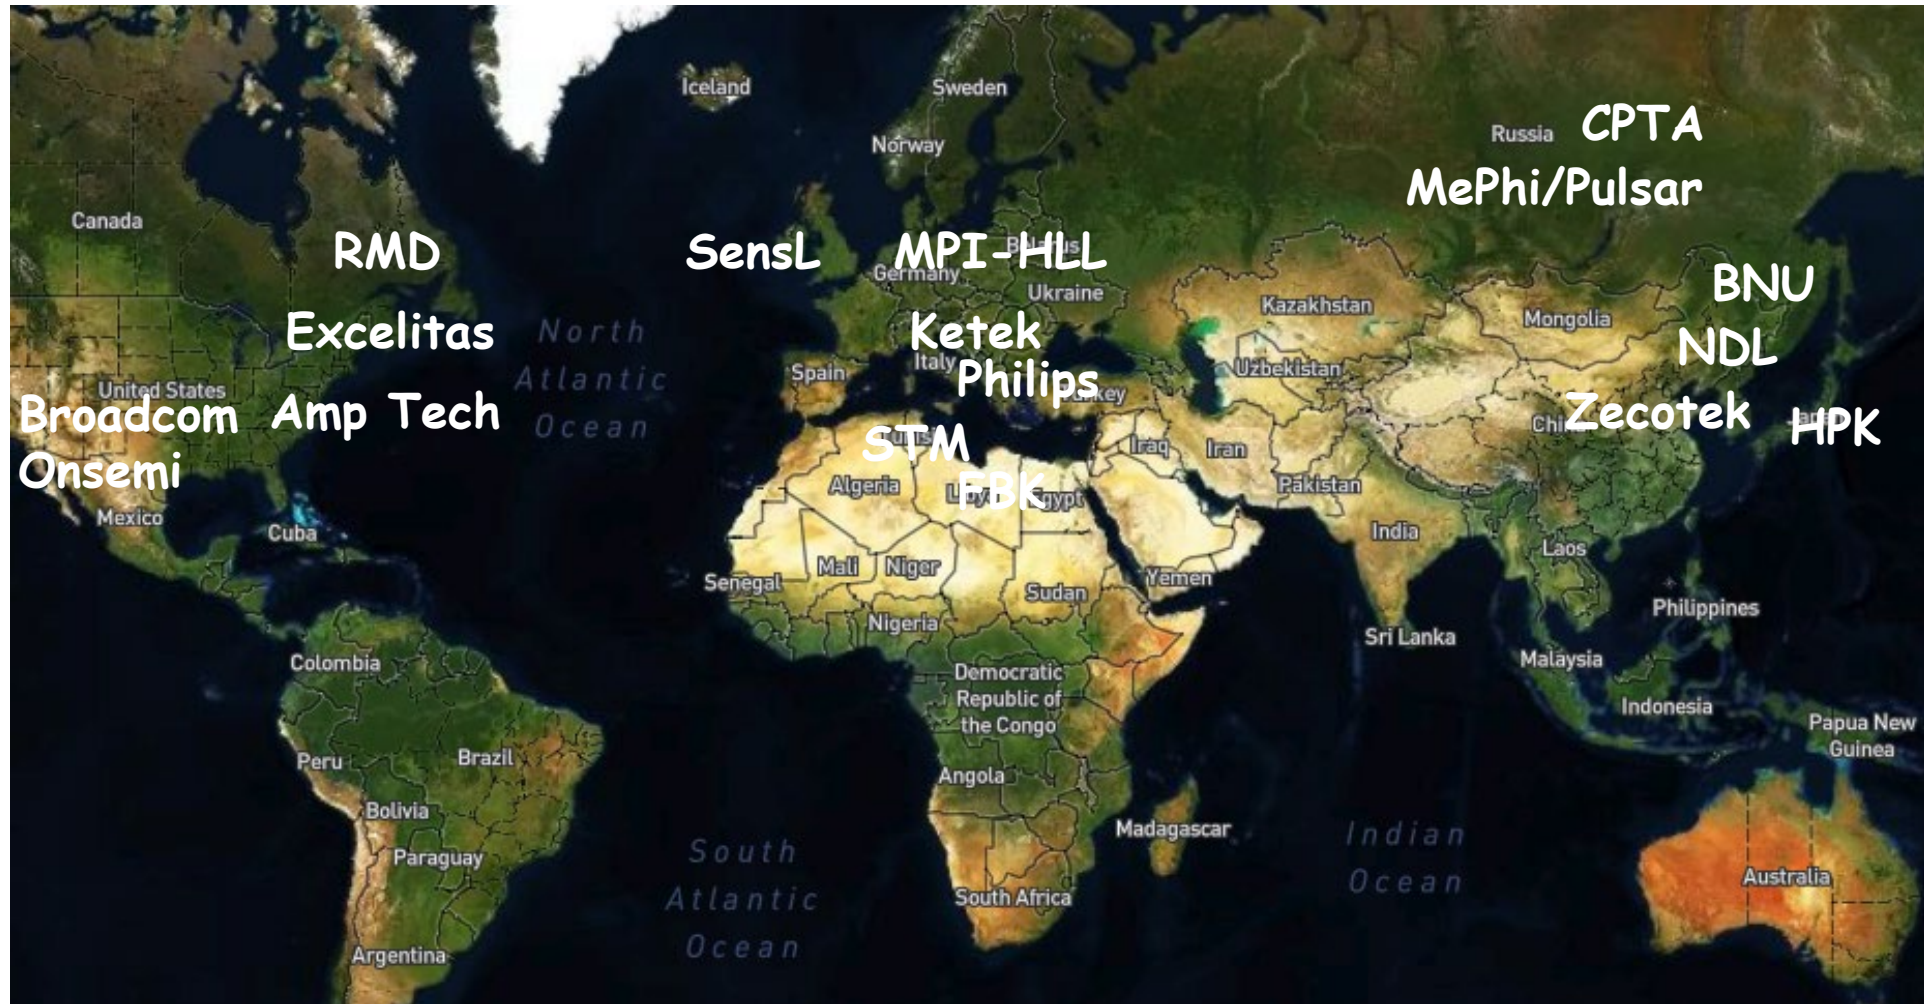 Iceland
Sweden
Norway
Russia
CPTA
MePhi/Pulsar
Canada
RMD
SensL
MPI-HLL
Belarus
Germany
Ukraine
BNU
Kazakhstan
Mongolia
Excelitas
North
Atlantic
Ocean
Ketek
NDL
Italy
Spain
Philips
Uzbekistan
United States
Broadcom
Amp Tech
Zecotek
HPK
Onsemi
STM
Iraq
Iran
Algeria
FBK
Egypt
Pakistan
Mexico
Cuba
India
Laos
Mali
Niger
Senegal
Sudan
Yemen
Philippines
Nigeria
Sri Lanka
Colombia
Malaysia
Democratic
Republic of
the Congo
Indonesia
Papua New
Guinea
Peru
Brazil
Angola
Bolivia
Madagascar
Indian
Ocean
Paraguay
South
Atlantic
Ocean
Australia
South Africa
Argentina